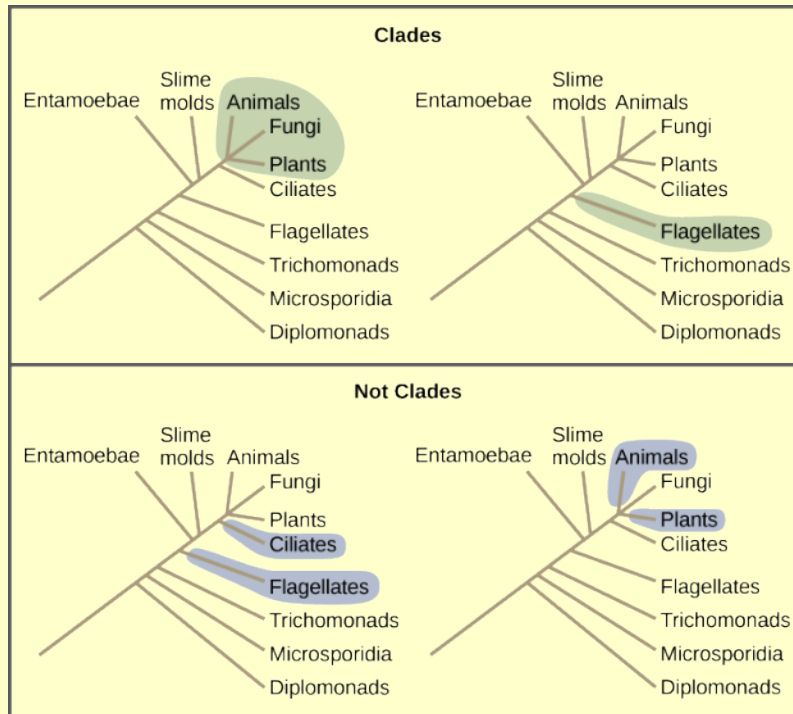 Clades
Slime
molds
Entamoebae
Animals
Fungi
Plants
Ciliates
Flagellates
Trichomonads
Microsporidia
Diplomonads
Slime
molds
Entamoebae
Animals
Fungi
Plants
Ciliates
Flagellates
Trichomonads
Microsporidia
Diplomonads
Not Clades
Slime
molds
Entamoebae
Animals
Fungi
Plants
Ciliates
Flagellates
Trichomonads
Microsporidia
Diplomonads
Slime
molds
Entamoebae
Animals
Fungi
Plants
Ciliates
Flagellates
Trichomonads
Microsporidia
Diplomonads